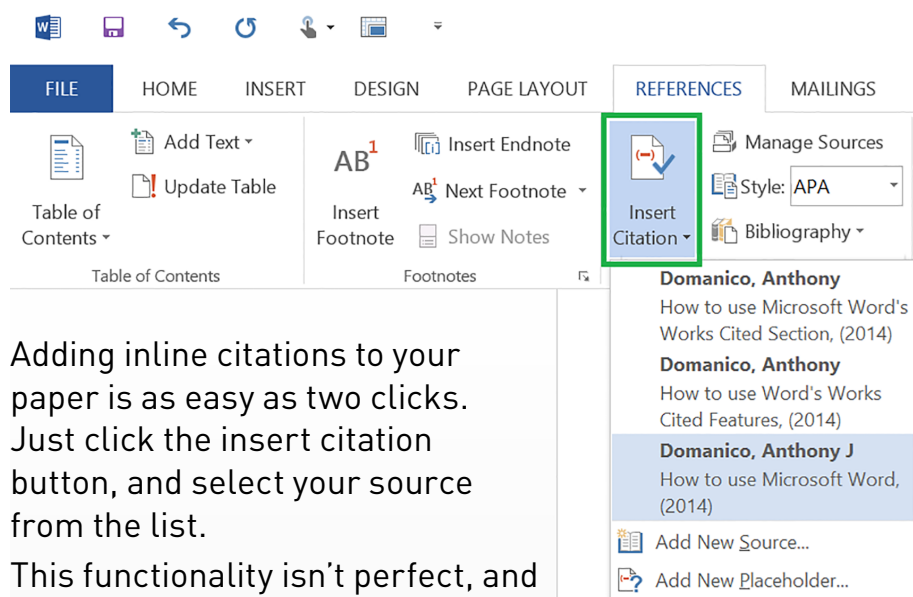 FILE HOME INSERT DESIGN PAGE LAYOUT REFERENCES MAILINGS
Table of
Contents
Add Text
Update Table
Table of Contents
AB1
Insert
Footnote
Insert Endnote
AB1 Next Footnote
Show Notes
Footnotes
(-)
Insert
Citation
Manage Sources
Style: APA
Bibliography
Domanico, Anthony
How to use Microsoft Word's
Works Cited Section, (2014)
Domanico, Anthony
How to use Word's Works
Cited Features, (2014)
Domanico, Anthony J
How to use Microsoft Word,
(2014)
Add New Source...
Add New Placeholder...
Adding inline citations to your
paper is as easy as two clicks.
Just click the insert citation
button, and select your source
from the list.
This functionality isn’t perfect, and